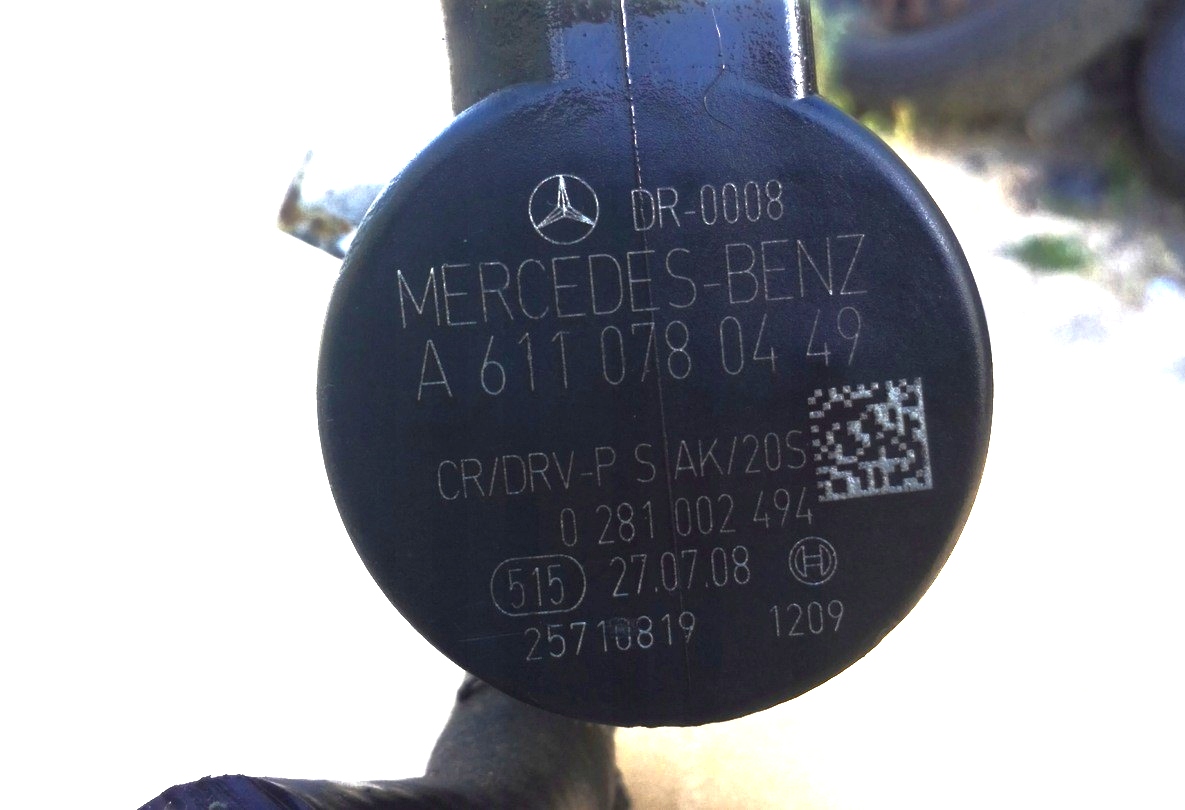 DR-0008
MERCEDES-BENZ
A 611 078 04 49
CR/DRV-P S AK/20S
0 281 002 494
515 27.07.08 H
25710819 1209